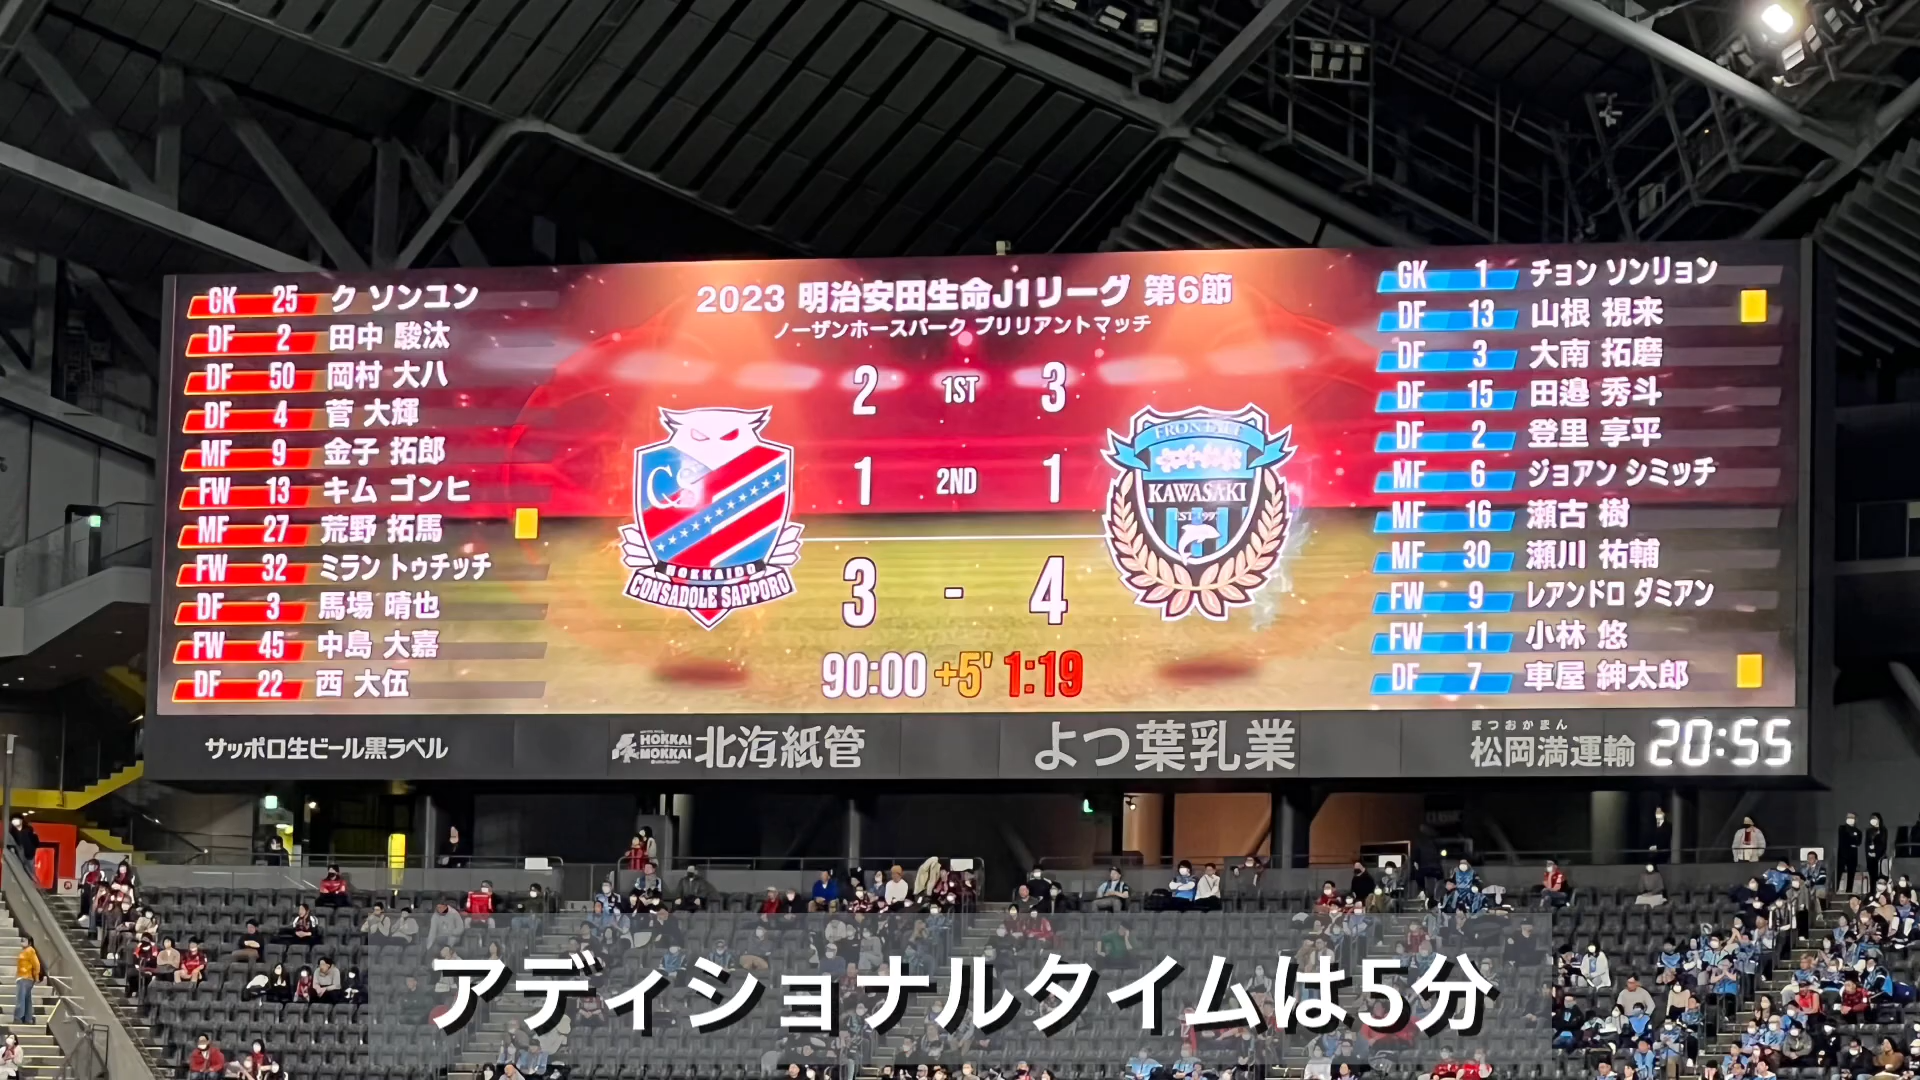 2023 明治安田生命J1リーグ 第6節
ノーザンホースパーク ブリリアントマッチ
GK 25 ク ソンユン
DF 2 田中 駿汰
DF 50 岡村 大八
DF 4 菅 大輝
MF 9 金子 拓郎
FW 13 キム ゴンヒ
MF 27 荒野 拓馬
FW 32 ミラン トゥチッチ
DF 3 馬場 晴也
FW 45 中島 大嘉
DF 22 西 大伍
2 1ST 3
1 2ND 1
3 - 4
90:00 +5' 1:19
CS
HOKKAIDO
CONSADOLE SAPPORO
FRONTALE
KAWASAKI
EST 1997
GK 1 チョン ソンリョン
DF 13 山根 視来
DF 3 大南 拓磨
DF 15 田邉 秀斗
DF 2 登里 享平
MF 6 ジョアン シミッチ
MF 16 瀬古 樹
MF 30 瀬川 祐輔
FW 9 レアンドロ ダミアン
FW 11 小林 悠
DF 7 車屋 紳太郎
サッポロ生ビール黒ラベル
HOKKAI
MOKKAI
北海紙管
よつ葉乳業
まつおかまん
松岡満運輸
20:55
アディショナルタイムは5分